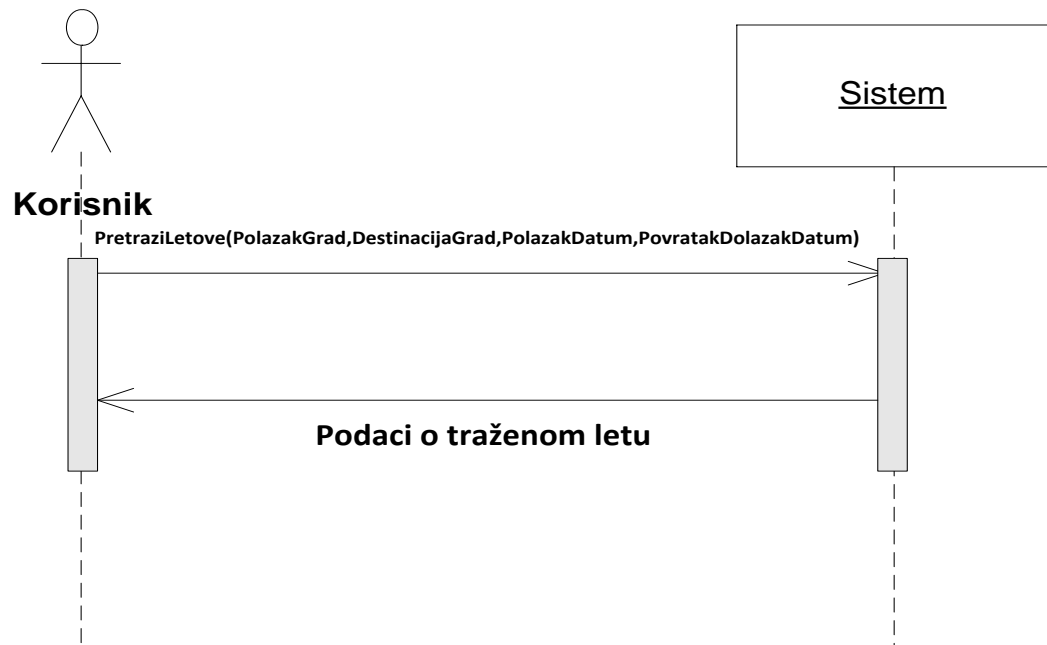 Sistem
Korisnik
PretraziLetove(PolazakGrad,DestinacijaGrad,PolazakDatum,PovratakDolazakDatum)
Podaci o traženom letu